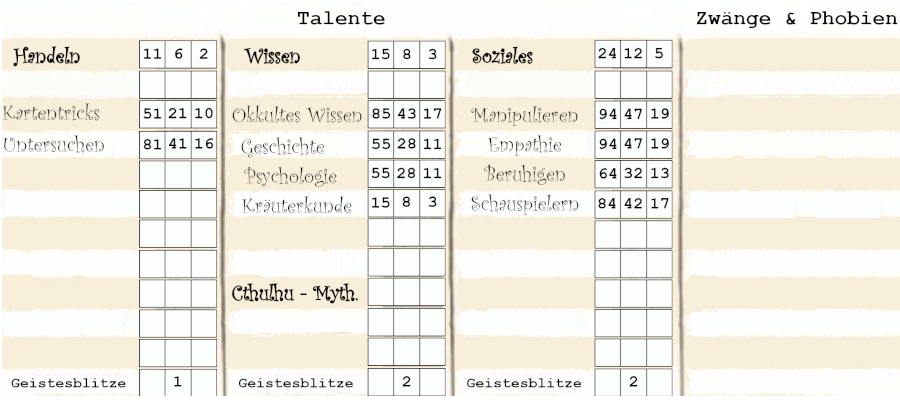 Talente Zwänge & Phobien
Handeln 11 6 2 Wissen 15 8 3 Soziales 24 12 5
Kartentricks 51 21 10 Okkultes Wissen 85 43 17 Manipulieren 94 47 19
Untersuchen 81 41 16 Geschichte 55 28 11 Empathie 94 47 19
Psychologie 55 28 11 Beruhigen 64 32 13
Kräuterkunde 15 8 3 Schauspielern 84 42 17
Cthulhu - Myth.
Geistesblitze 1 Geistesblitze 2 Geistesblitze 2